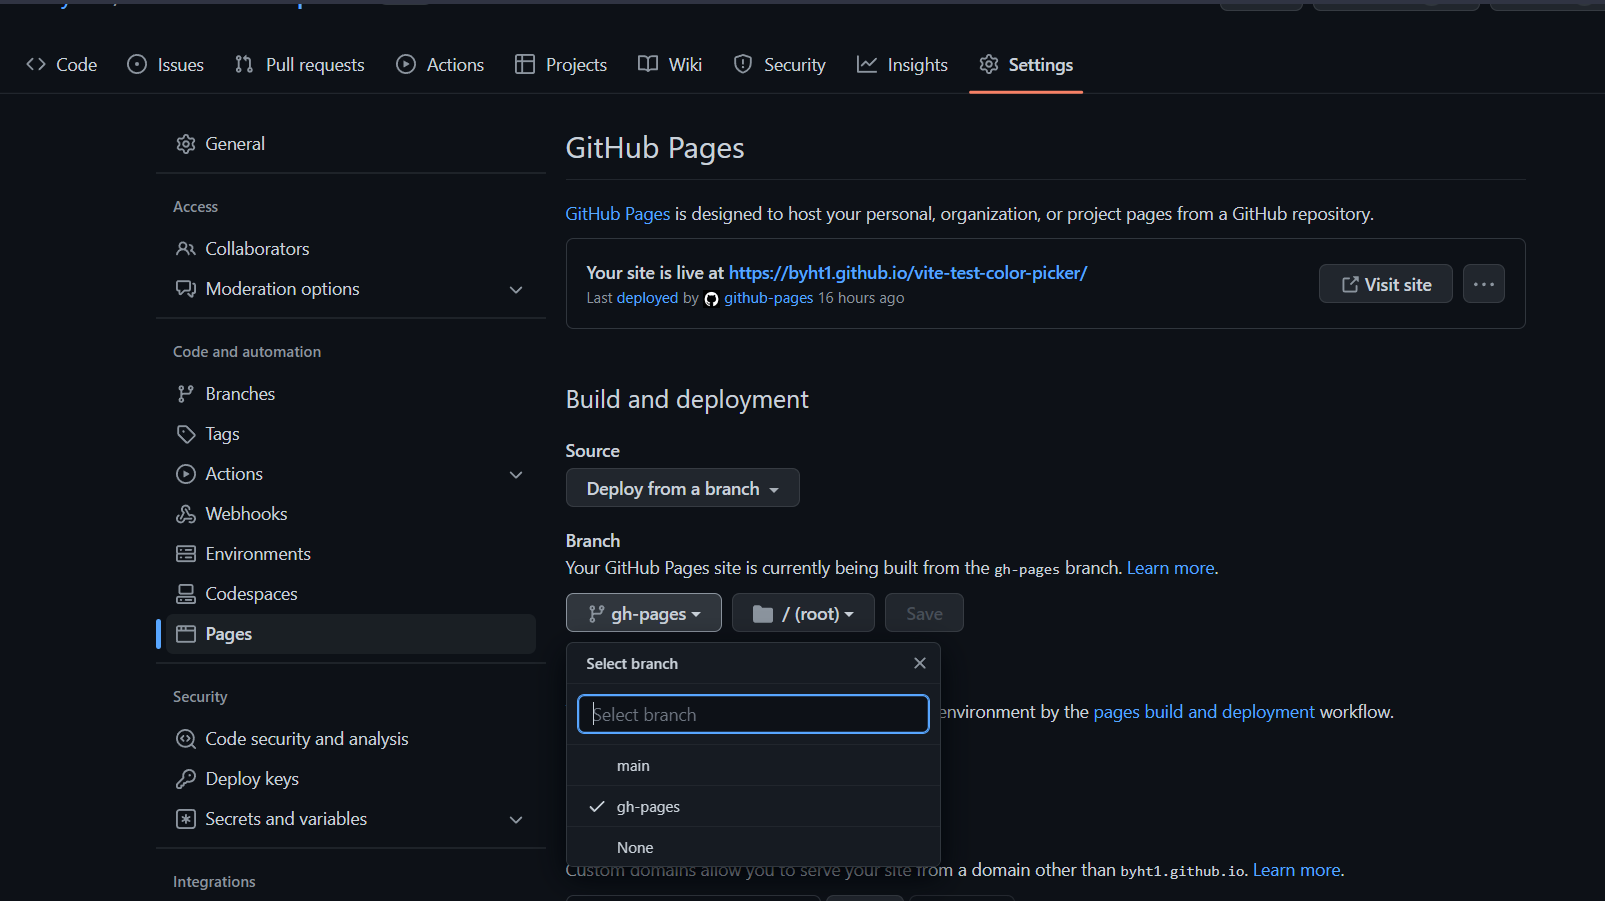 Code Issues Pull requests Actions Projects Wiki Security Insights Settings
General
Access
Collaborators
Moderation options
Code and automation
Branches
Tags
Actions
Webhooks
Environments
Codespaces
Pages
Security
Code security and analysis
Deploy keys
Secrets and variables
Integrations
GitHub Pages
GitHub Pages is designed to host your personal, organization, or project pages from a GitHub repository.
Your site is live at https://byht1.github.io/vite-test-color-picker/
Last deployed by github-pages 16 hours ago
Visit site
Build and deployment
Source
Deploy from a branch
Branch
Your GitHub Pages site is currently being built from the gh-pages branch. Learn more.
gh-pages / (root) Save
Select branch
Select branch
environment by the pages build and deployment workflow.
main
gh-pages
None
Custom domains allow you to serve your site from a domain other than byht1.github.io. Learn more.